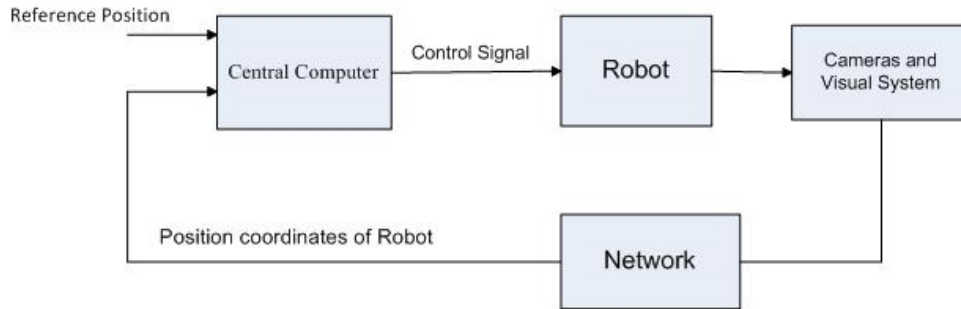 Reference Position
Central Computer
Control Signal
Robot
Cameras and
Visual System
Position coordinates of Robot
Network